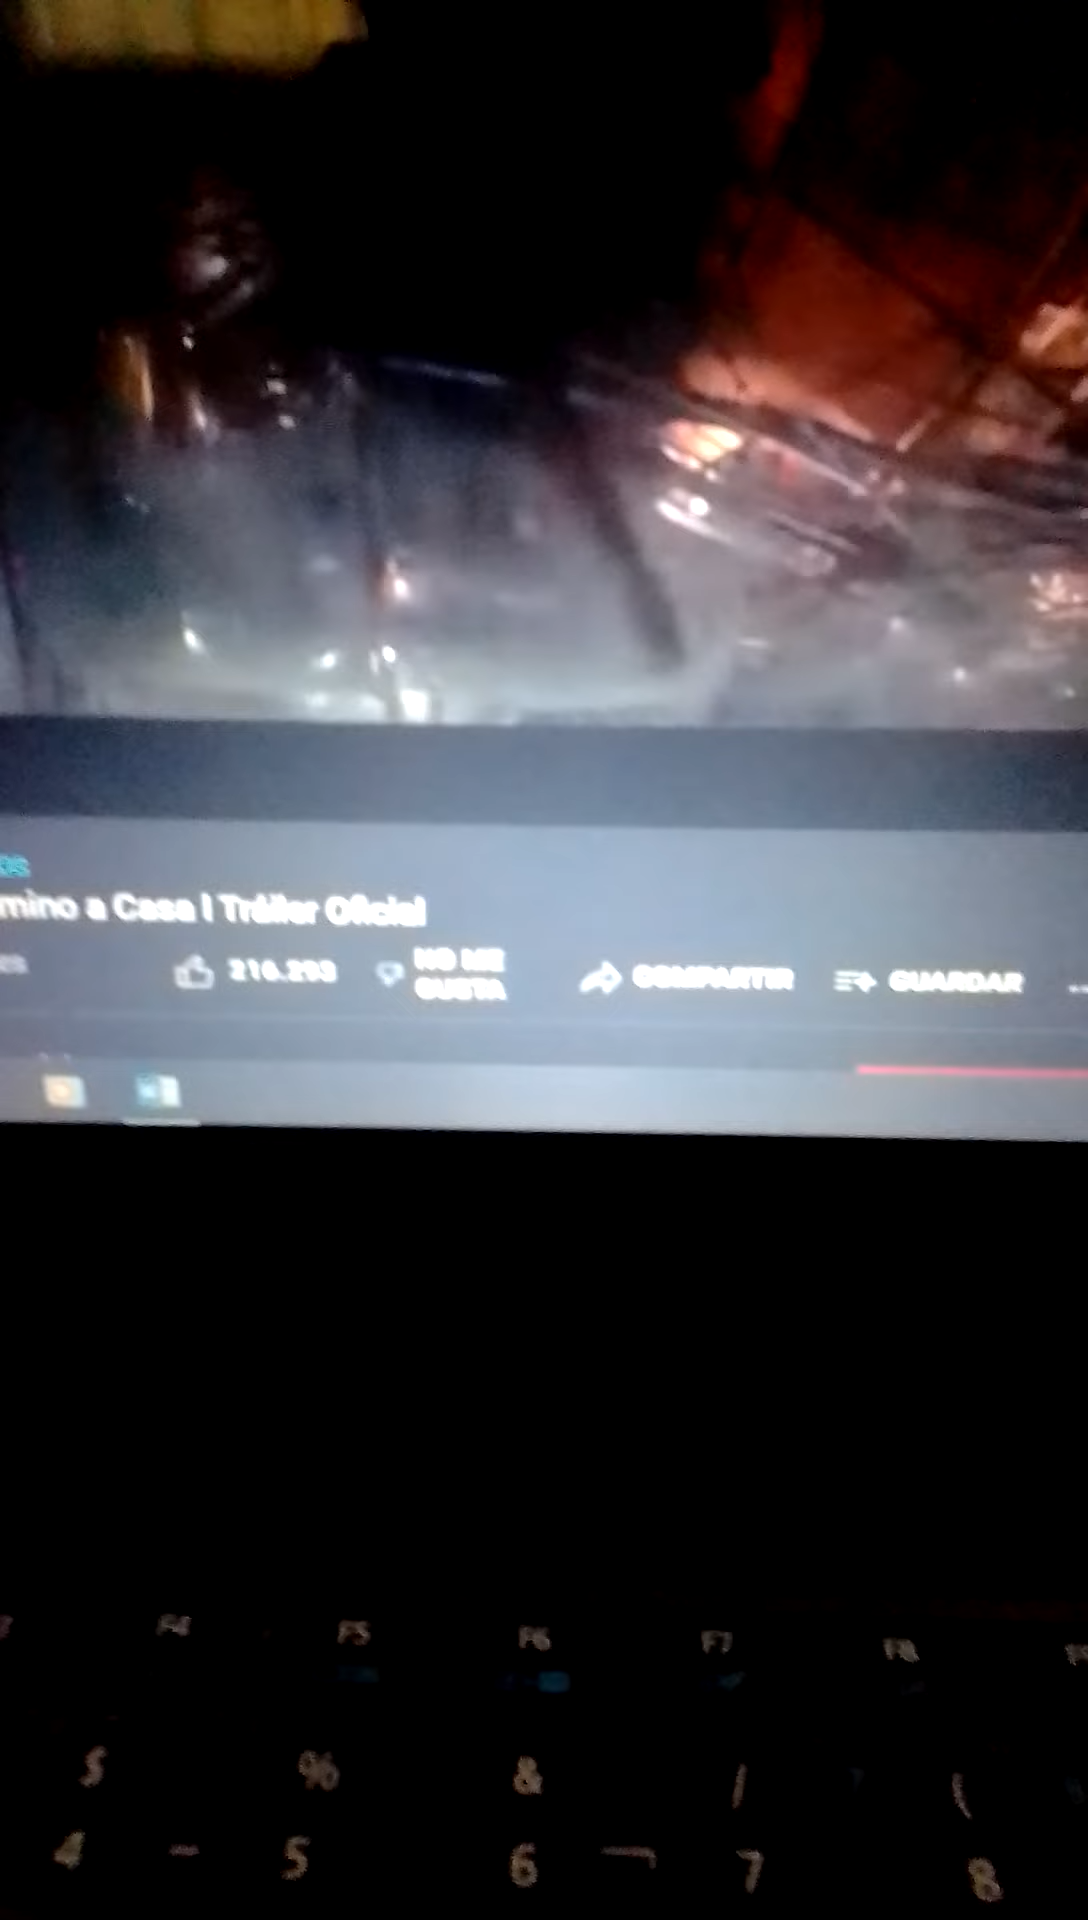 mino a Casa | Tráiler Oficial
216.293
NO ME
GUSTA
COMPARTIR
GUARDAR
F4 F5 F6 F7 F8
$ % & / (
4 5 6 ¬ 7 8